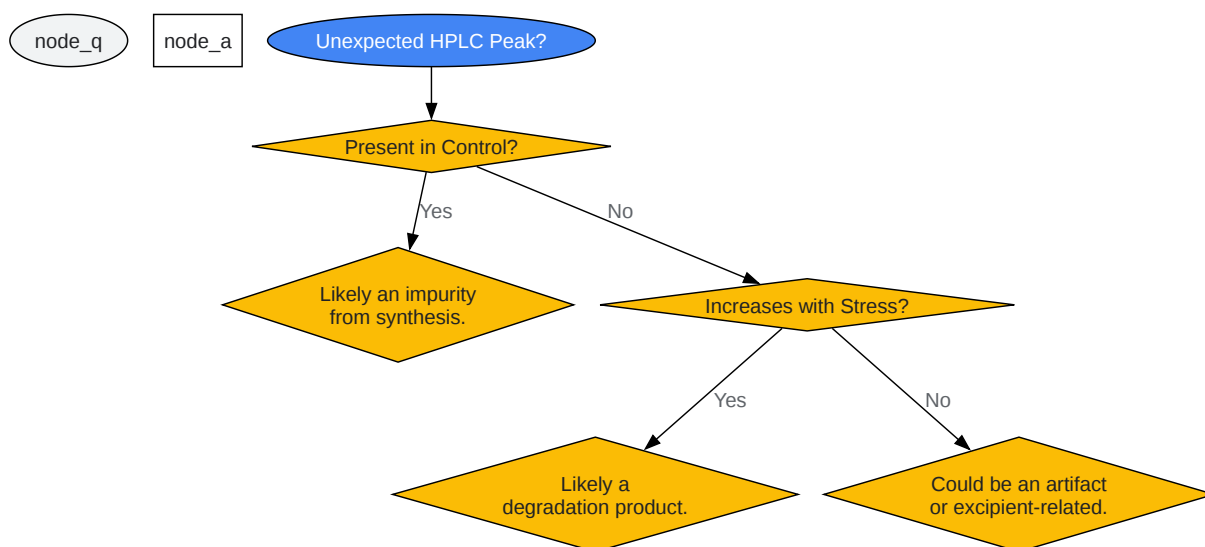 node_q
node_a
Unexpected HPLC Peak?
Present in Control?
Yes
No
Likely an impurity
from synthesis.
Increases with Stress?
Yes
No
Likely a
degradation product.
Could be an artifact
or excipient-related.